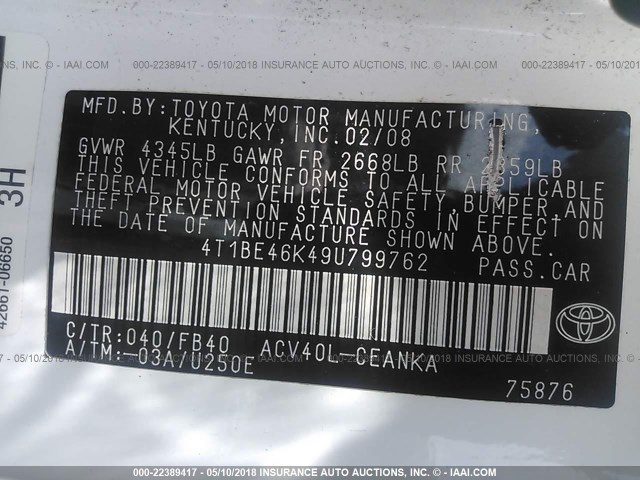 000-22389417 - 05/10/2018 INSURANCE AUTO AUCTIONS, INC. - © IAAI.COM
42661-06650
3H
MFD.BY:TOYOTA MOTOR MANUFACTURING,
KENTUCKY, INC. 02/08
GVWR 4345LB GAWR FR 2668LB RR 2359LB
THIS VEHICLE CONFORMS TO ALL APPLICABLE
FEDERAL MOTOR VEHICLE SAFETY, BUMPER, AND
THEFT PREVENTION STANDARDS IN EFFECT ON
THE DATE OF MANUFACTURE SHOWN ABOVE.
4T1BE46K49U799762 PASS.CAR
C/TR:040/FB40 ACV40L-CEANKA
A/TM:-03A/U250E
75876
000-22389417 - 05/10/2018 INSURANCE AUTO AUCTIONS, INC. - © IAAI.COM